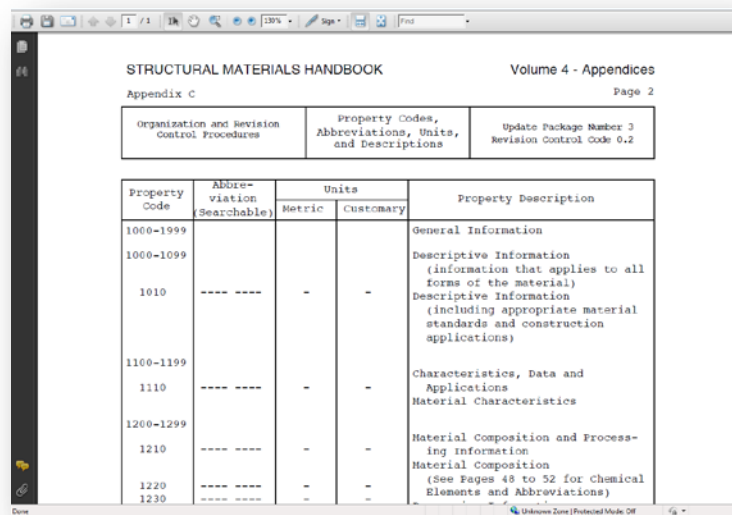 1 / 1
130%
Sign
Find
STRUCTURAL MATERIALS HANDBOOK Volume 4 - Appendices
Appendix C Page 2
Organization and Revision
Control Procedures
Property Codes,
Abbreviations, Units,
and Descriptions
Update Package Number 3
Revision Control Code 0.2
Property
Code
Abbre-
viation
(Searchable)
Units
Metric Customary
Property Description
1000-1999 General Information
1000-1099 Descriptive Information
(information that applies to all
forms of the material)
1010 ---- ---- - - Descriptive Information
(including appropriate material
standards and construction
applications)
1100-1199
Characteristics, Data and
1110 ---- ---- - - Applications
Material Characteristics
1200-1299
Material Composition and Process-
1210 ---- ---- - - ing Information
Material Composition
(See Pages 48 to 52 for Chemical
1220 ---- ---- - - Elements and Abbreviations)
1230 ---- ---- - -
Done Unknown Zone | Protected Mode: Off